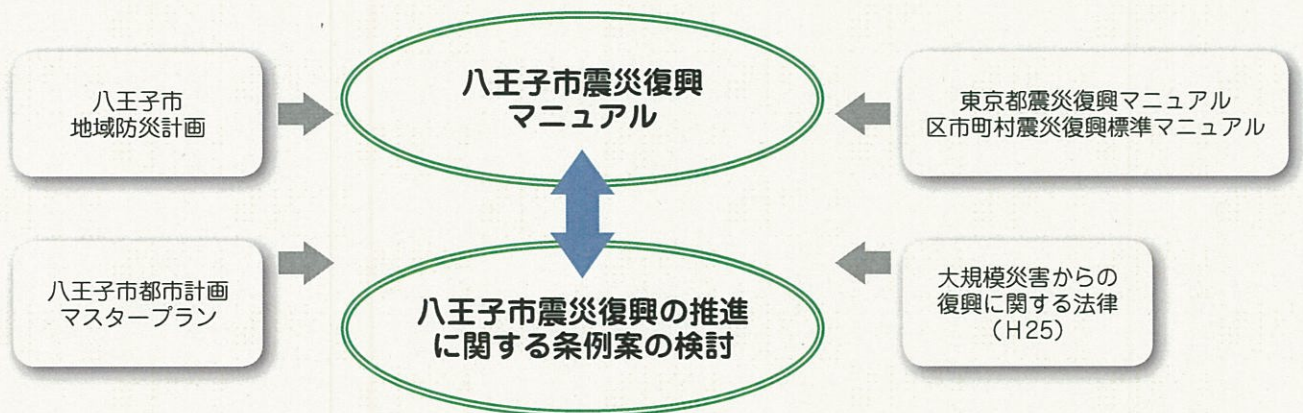 八王子市
地域防災計画
八王子市震災復興
マニュアル
東京都震災復興マニュアル
区市町村震災復興標準マニュアル
八王子市都市計画
マスタープラン
八王子市震災復興の推進
に関する条例案の検討
大規模災害からの
復興に関する法律
(H25)